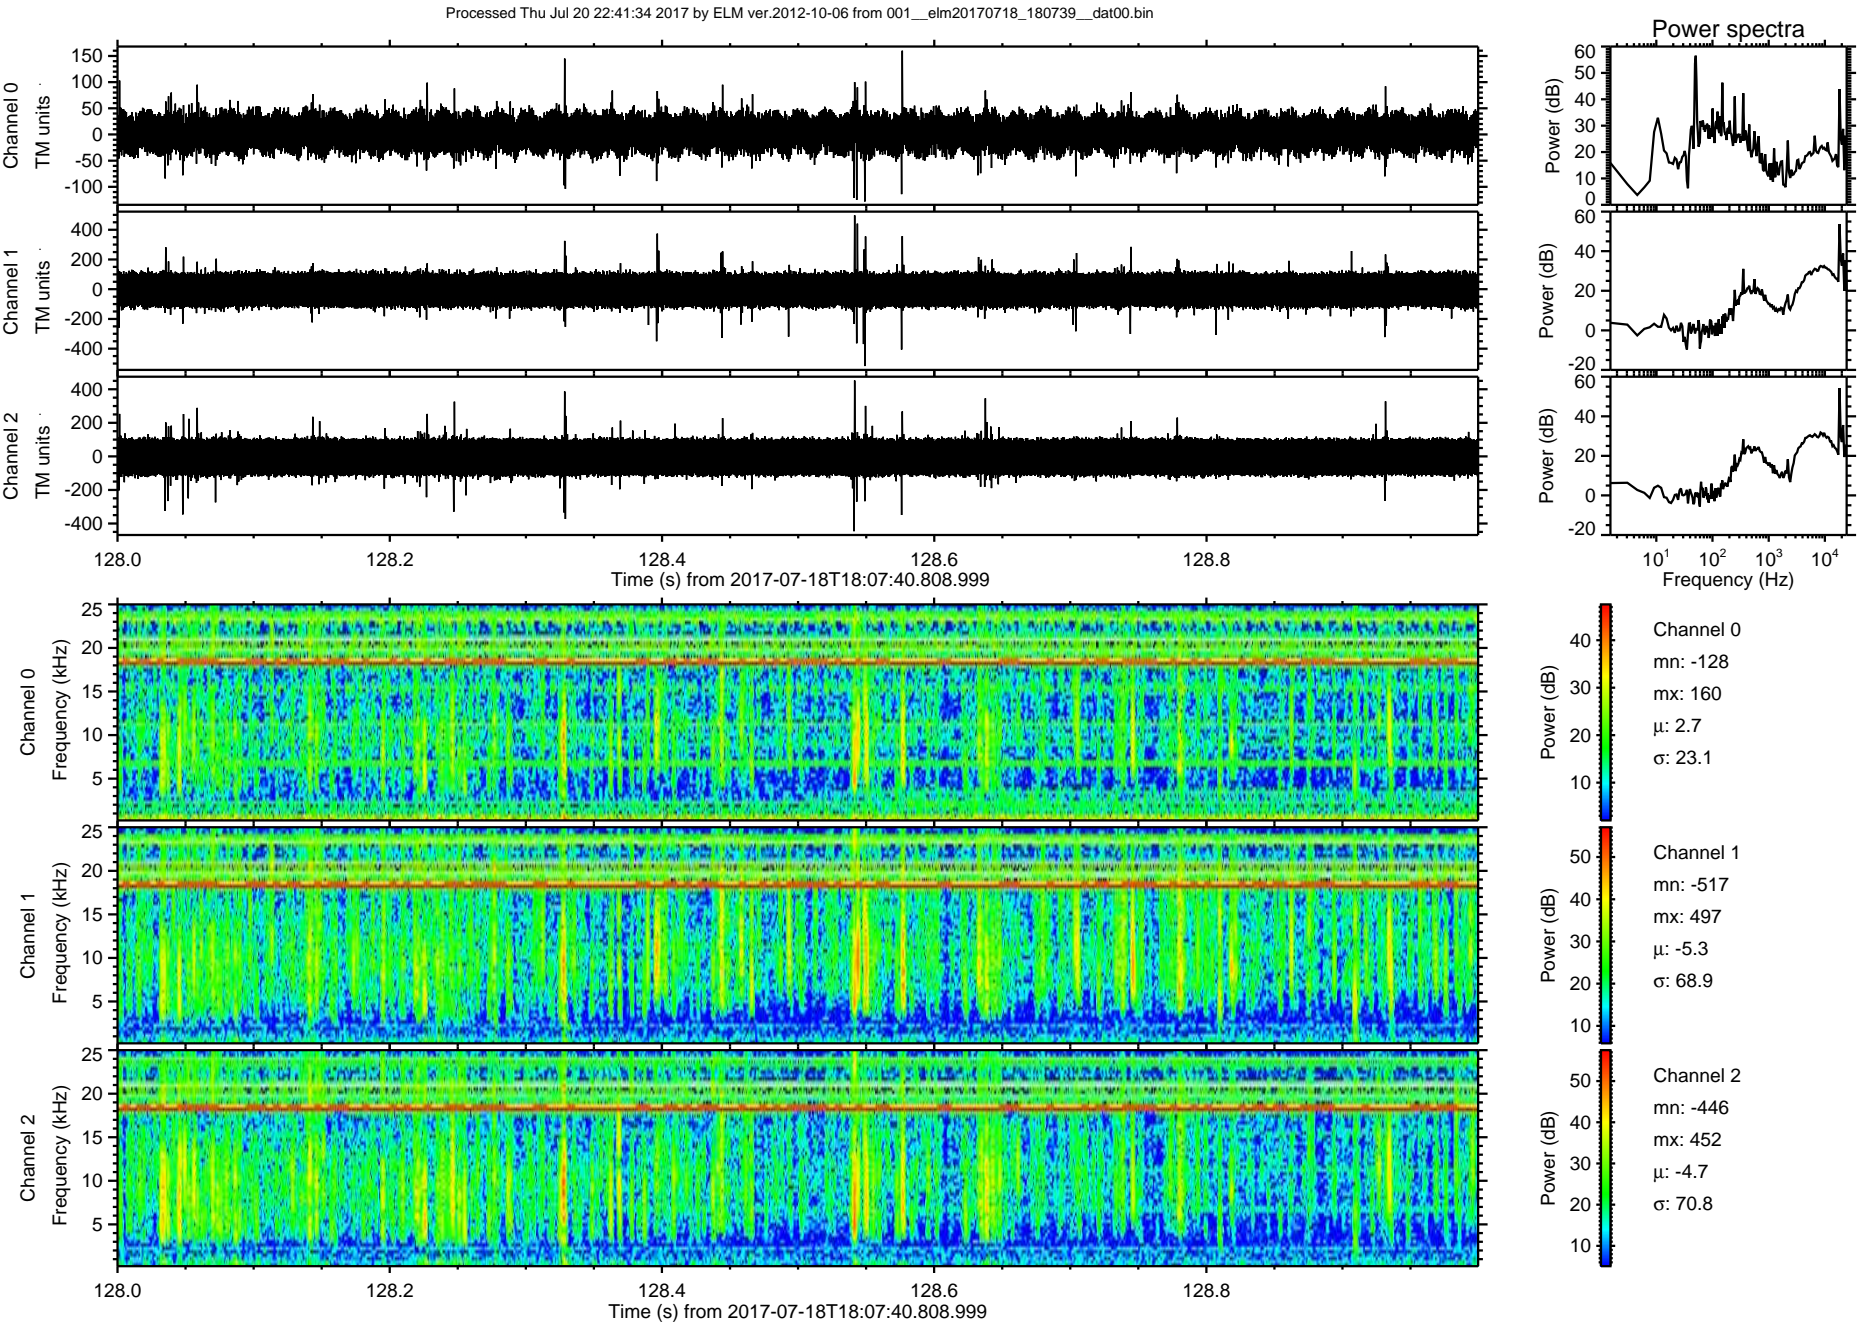 Processed Thu Jul 20 22:41:34 2017 by ELM ver.2012-10-06 from 001__elm20170718_180739__dat00.bin
Power spectra
Channel 0
TM units
150
100
50
0
-50
-100
Power (dB)
60
50
40
30
20
10
0
Channel 1
TM units
400
200
0
-200
-400
Power (dB)
60
40
20
0
-20
Channel 2
TM units
400
200
0
-200
-400
Power (dB)
60
40
20
0
-20
128.0 128.2 128.4 128.6 128.8
Time (s) from 2017-07-18T18:07:40.808.999
10¹ 10² 10³ 10⁴
Frequency (Hz)
Channel 0
Frequency (kHz)
25
20
15
10
5
Power (dB)
40
30
20
10
Channel 0
mn: -128
mx: 160
μ: 2.7
σ: 23.1
Channel 1
Frequency (kHz)
25
20
15
10
5
Power (dB)
50
40
30
20
10
Channel 1
mn: -517
mx: 497
μ: -5.3
σ: 68.9
Channel 2
Frequency (kHz)
25
20
15
10
5
Power (dB)
50
40
30
20
10
Channel 2
mn: -446
mx: 452
μ: -4.7
σ: 70.8
128.0 128.2 128.4 128.6 128.8
Time (s) from 2017-07-18T18:07:40.808.999